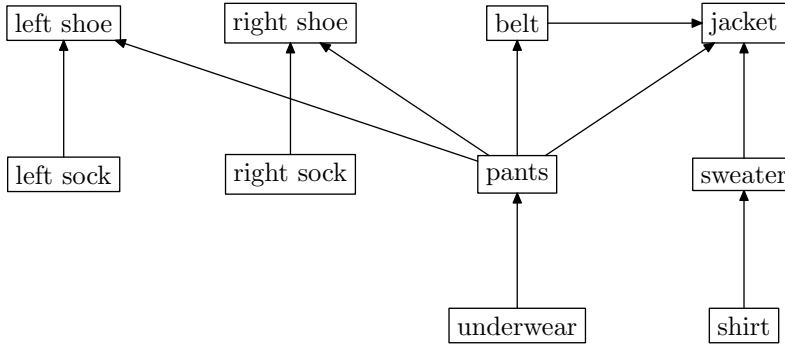 left shoe
right shoe
belt
jacket
left sock
right sock
pants
sweater
underwear
shirt